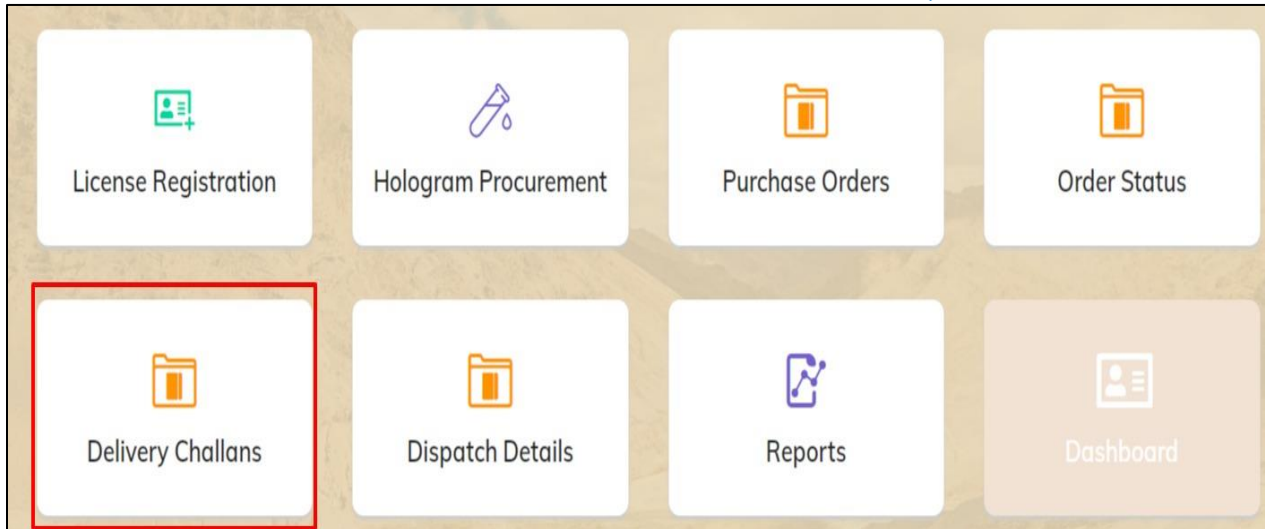 License Registration
Hologram Procurement
Purchase Orders
Order Status
Delivery Challans
Dispatch Details
Reports
Dashboard